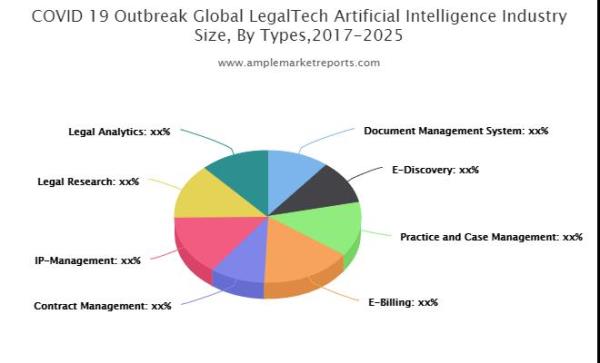 COVID 19 Outbreak Global LegalTech Artificial Intelligence Industry
Size, By Types,2017-2025
www.amplemarketreports.com
Legal Analytics: xx%
Document Management System: xx%
E-Discovery: xx%
Legal Research: xx%
Practice and Case Management: xx%
IP-Management: xx%
E-Billing: xx%
Contract Management: xx%